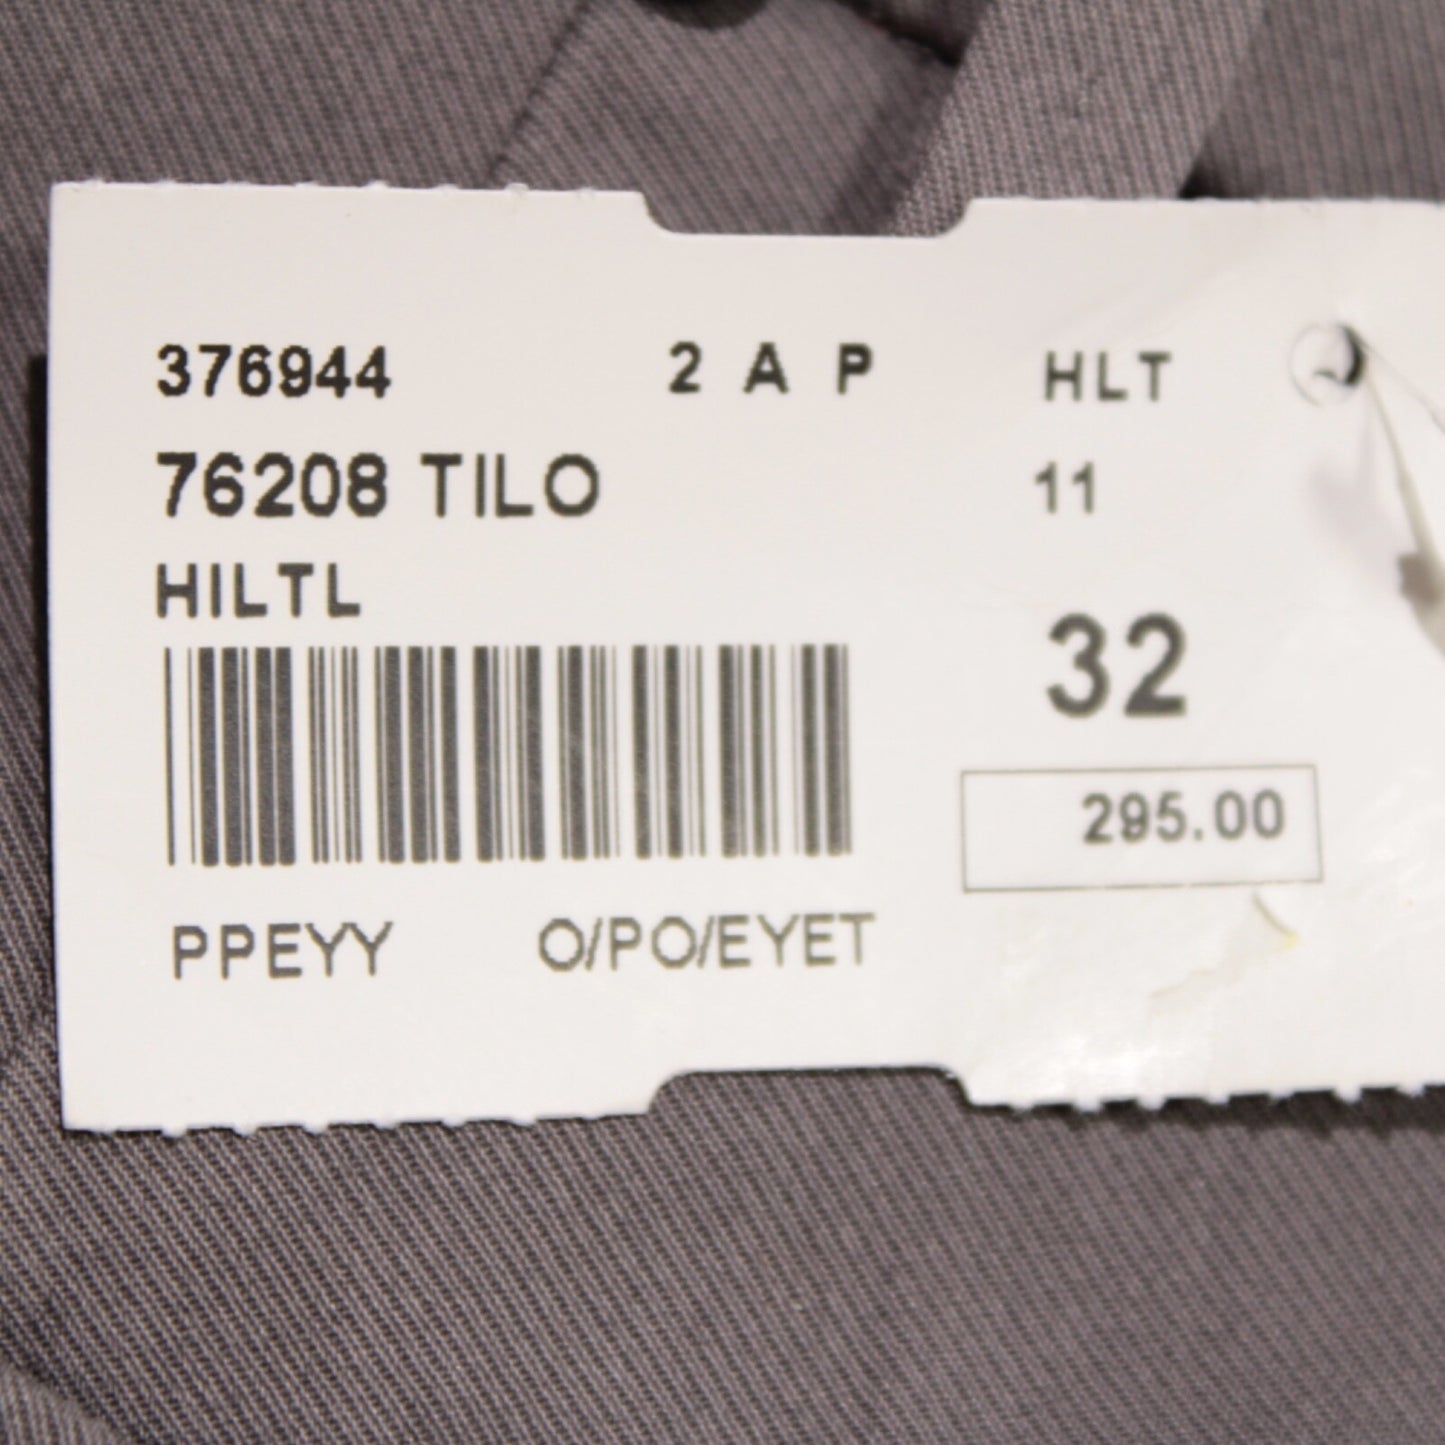 376944 2 A P HLT
76208 TILO 11
HILTL
32
295.00
PPEYY O/PO/EYET